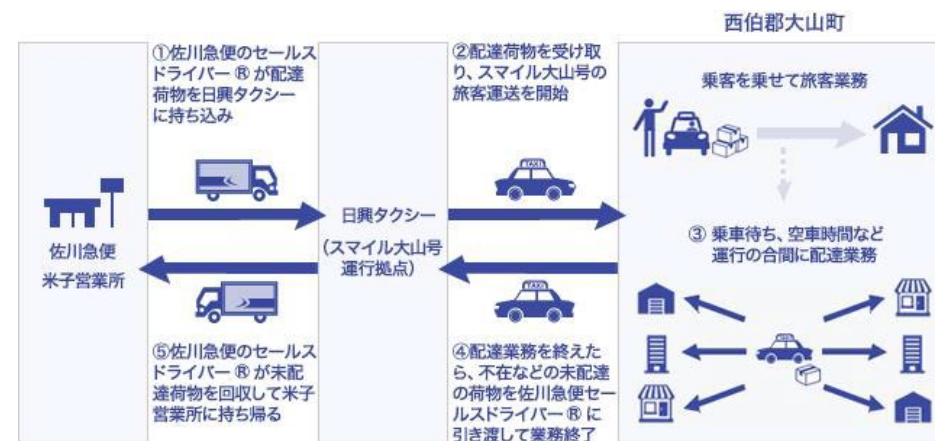 西伯郡大山町
①佐川急便のセールス
ドライバー ® が配達
荷物を日興タクシー
に持ち込み
②配達荷物を受け取
り、スマイル大山号の
旅客運送を開始
乗客を乗せて旅客業務
佐川急便
米子営業所
日興タクシー
(スマイル大山号
運行拠点)
TAXI
③ 乗車待ち、空車時間など
運行の合間に配達業務
TAXI
⑤佐川急便のセールス
ドライバー ® が未配
達荷物を回収して米子
営業所に持ち帰る
④配達業務を終えた
ら、不在などの未配達
の荷物を佐川急便セー
ルスドライバー ® に
引き渡して業務終了